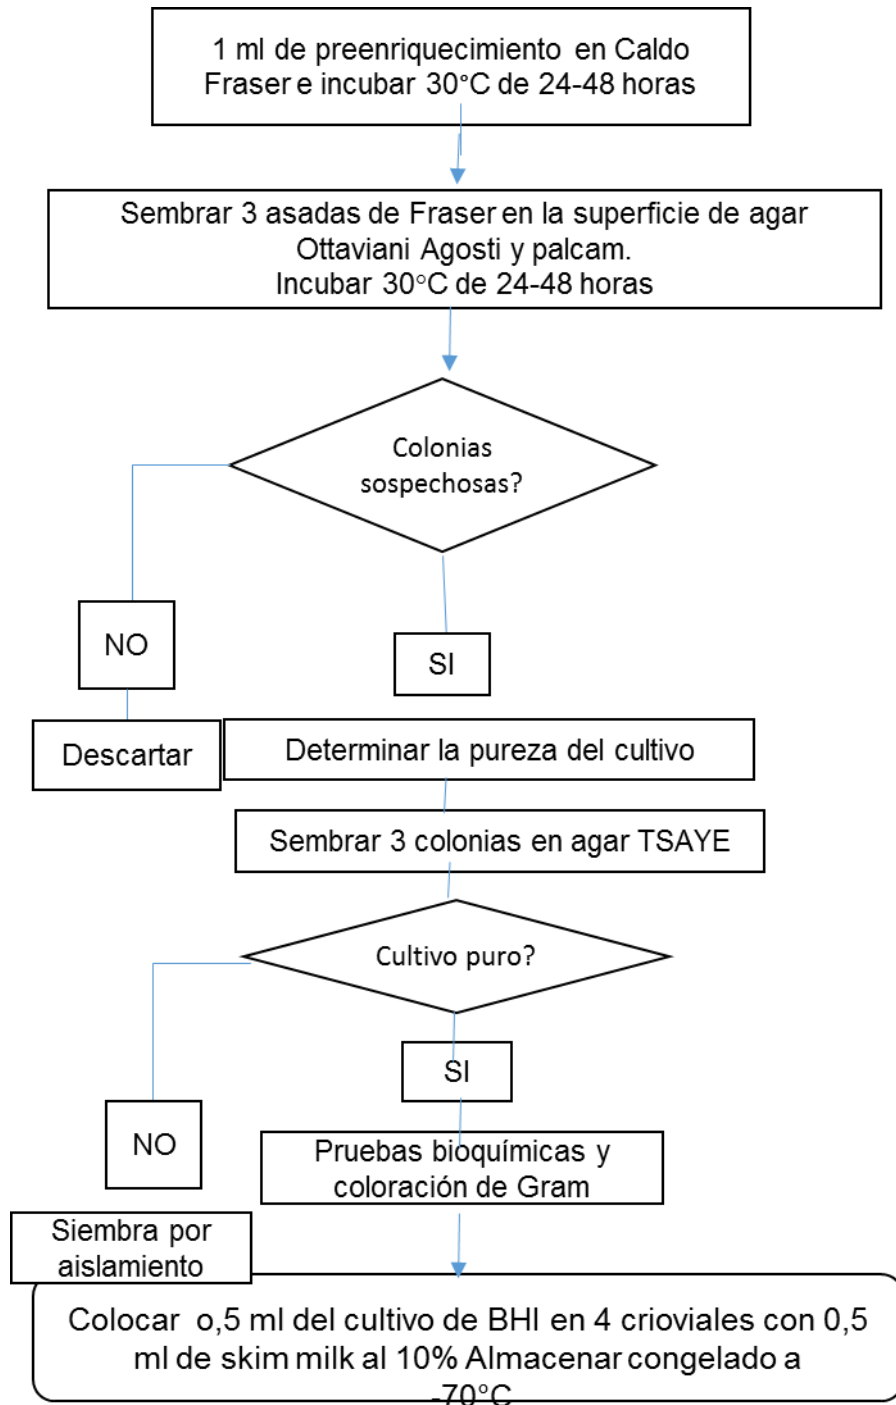 1 ml de preenriquecimiento en Caldo
Fraser e incubar 30°C de 24-48 horas
Sembrar 3 asadas de Fraser en la superficie de agar
Ottaviani Agosti y palcam.
Incubar 30°C de 24-48 horas
Colonias
sospechosas?
NO
SI
Descartar
Determinar la pureza del cultivo
Sembrar 3 colonias en agar TSAYE
Cultivo puro?
SI
NO
Pruebas bioquímicas y
coloración de Gram
Siembra por
aislamiento
Colocar o,5 ml del cultivo de BHI en 4 crioviales con 0,5
ml de skim milk al 10% Almacenar congelado a
-70°C